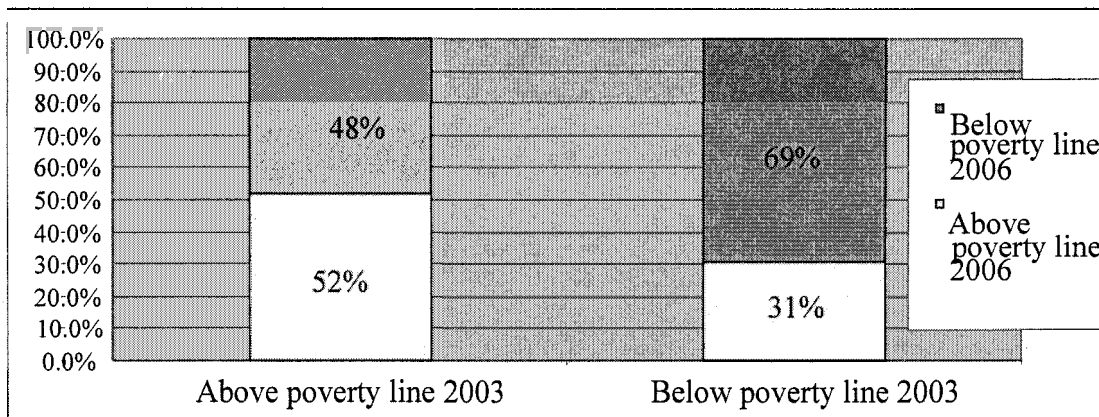 100.0%
90:0%
80:0%
70:0%
60:0%
50:0%
40:0%
30:0%
20:0%
10:0%
0.0%
48%
52%
69%
31%
Above poverty line 2003
Below poverty line 2003
Below
poverty line
2006
Above
poverty line
2006